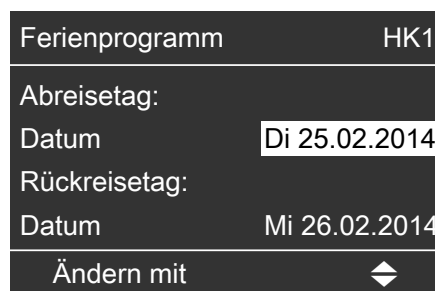 Ferienprogramm HK1
Abreisetag:
Datum Di 25.02.2014
Rückreisetag:
Datum Mi 26.02.2014
Ändern mit